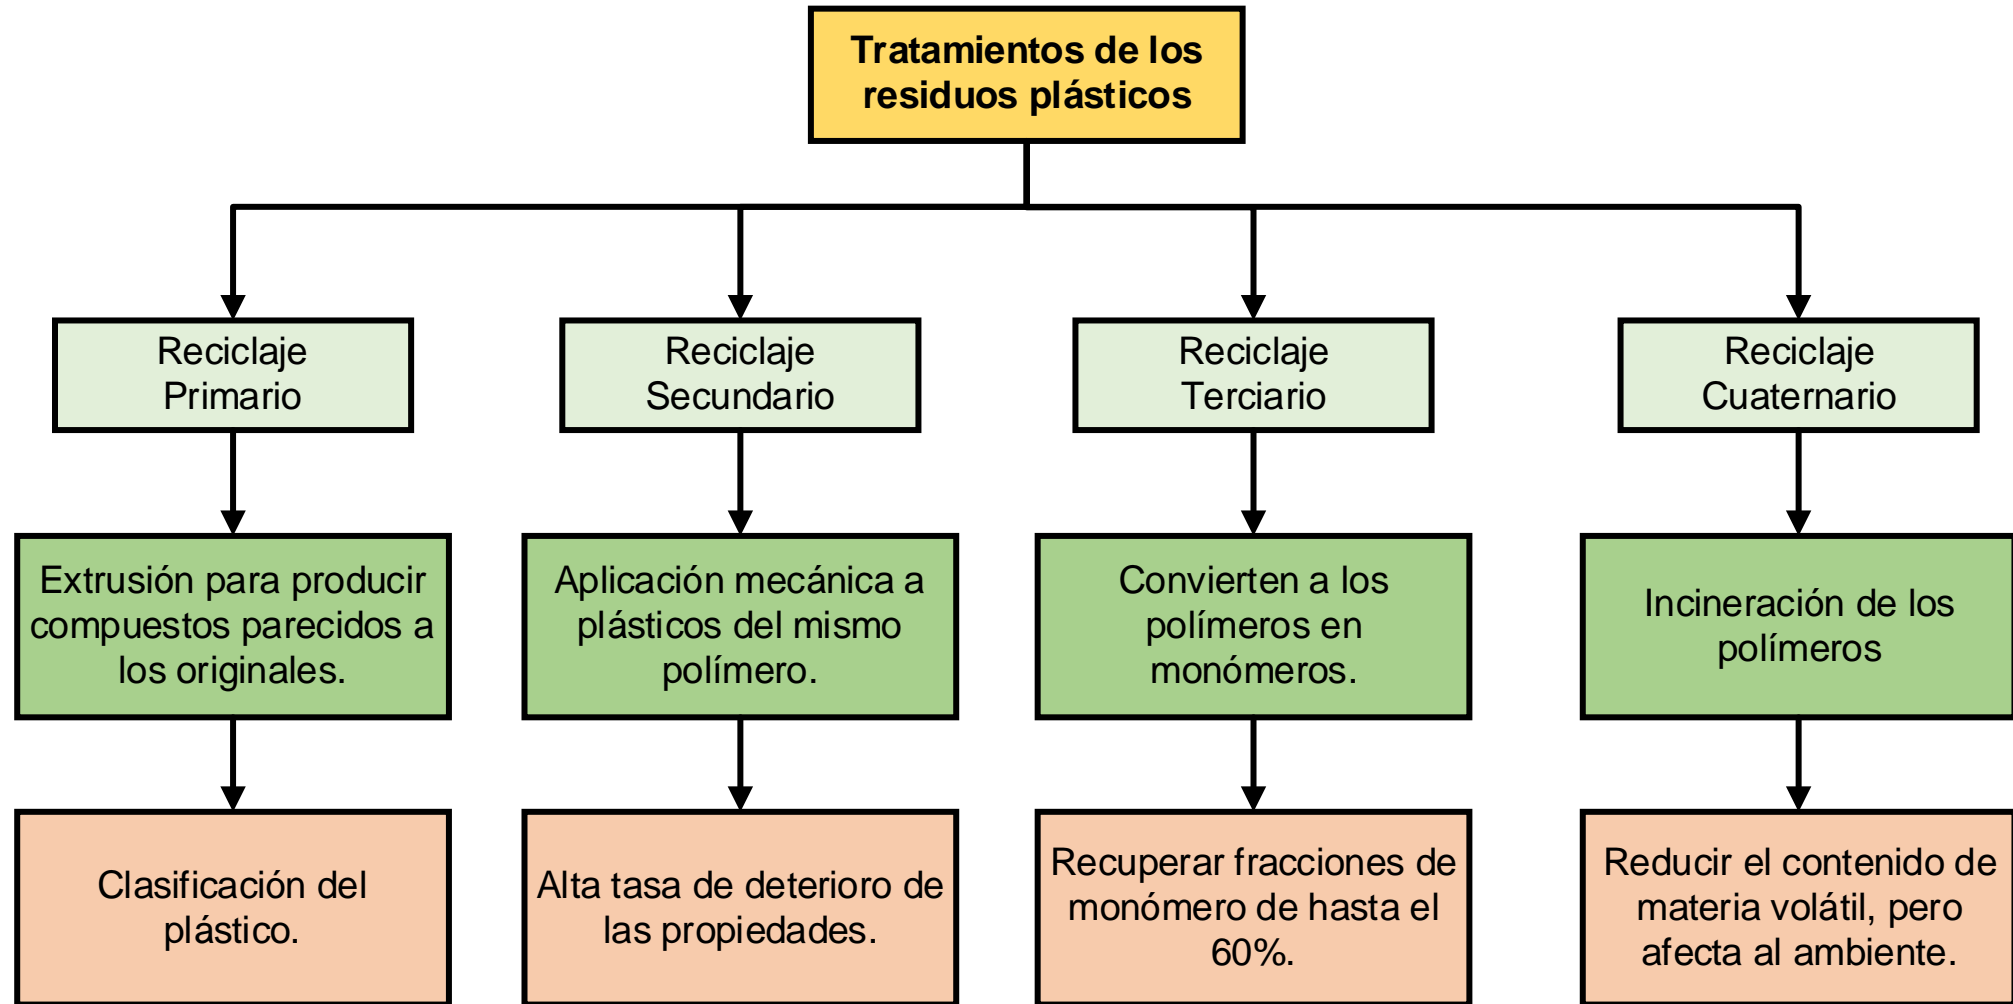 Tratamientos de los
residuos plásticos
Reciclaje
Primario
Reciclaje
Secundario
Reciclaje
Terciario
Reciclaje
Cuaternario
Extrusión para producir
compuestos parecidos a
los originales.
Aplicación mecánica a
plásticos del mismo
polímero.
Convierten a los
polímeros en
monómeros.
Incineración de los
polímeros
Clasificación del
plástico.
Alta tasa de deterioro de
las propiedades.
Recuperar fracciones de
monómero de hasta el
60%.
Reducir el contenido de
materia volátil, pero
afecta al ambiente.